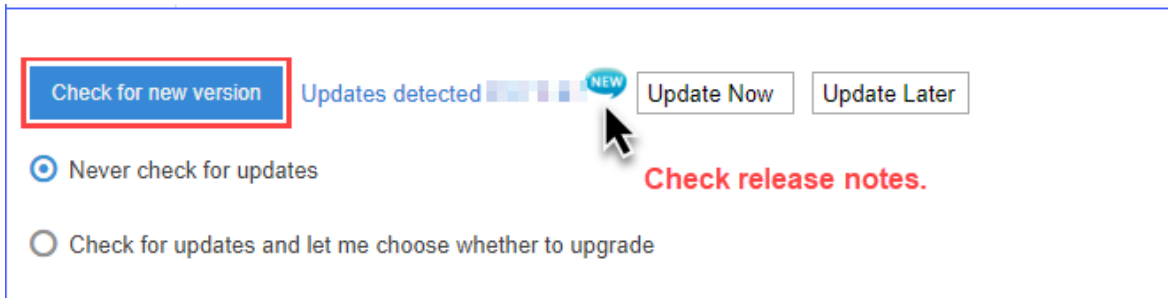 Check for new version Updates detected NEW Update Now Update Later
Never check for updates
Check release notes.
Check for updates and let me choose whether to upgrade